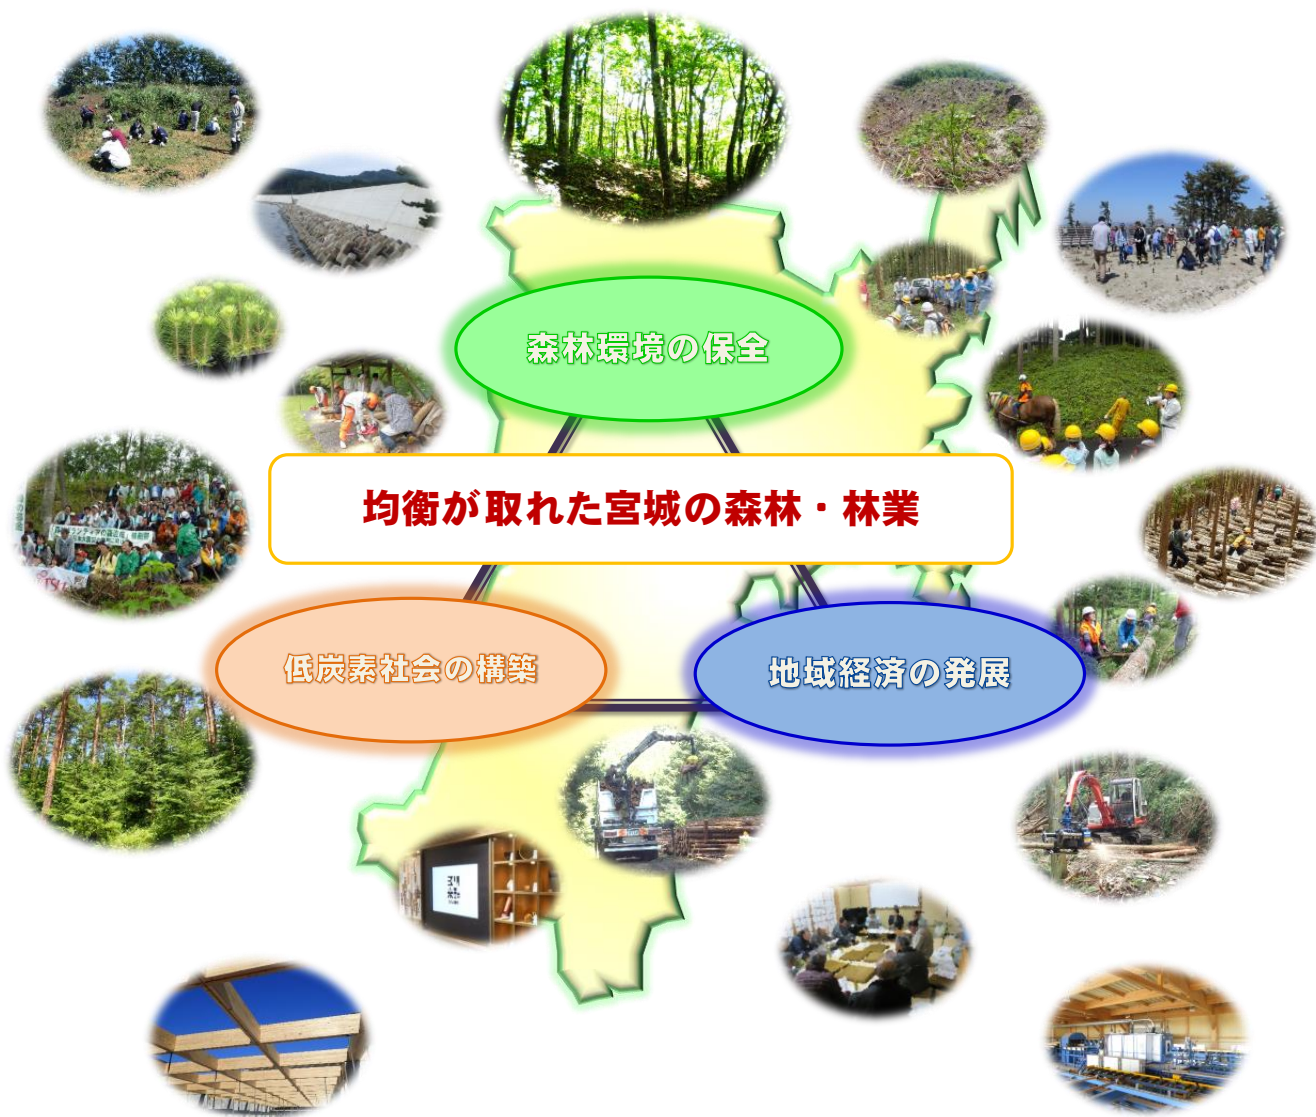 森林環境の保全
均衡が取れた宮城の森林・林業
低炭素社会の構築
地域経済の発展